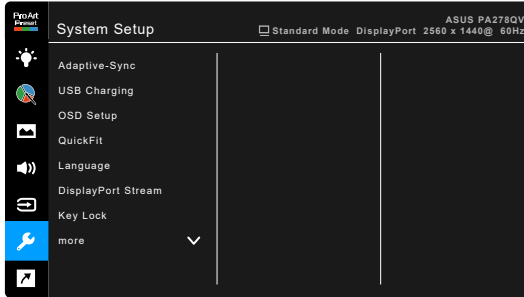 ProArt
Preset
System Setup
ASUS PA278QV
Standard Mode DisplayPort 2560 x 1440@ 60Hz
Adaptive-Sync
USB Charging
OSD Setup
QuickFit
Language
DisplayPort Stream
Key Lock
more